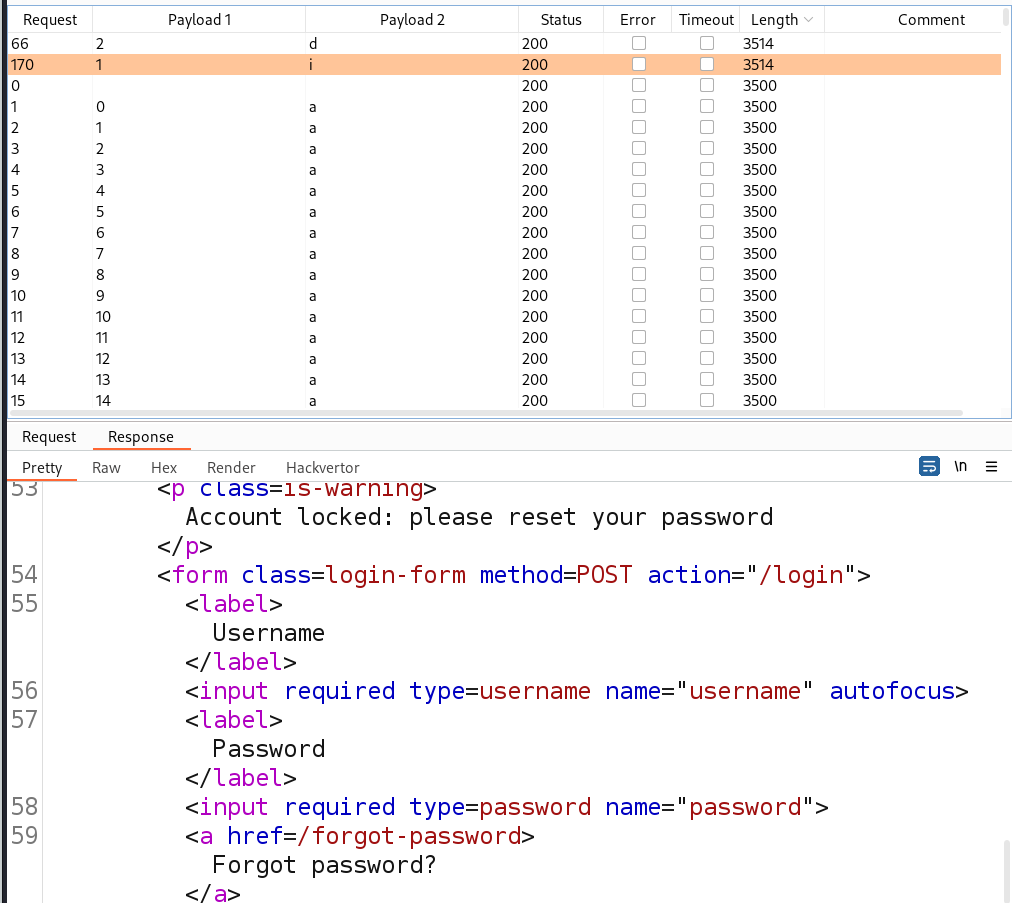 Request Payload 1 Payload 2 Status Error Timeout Length Comment
66 2 d 200 3514
170 1 i 200 3514
0 200 3500
1 0 a 200 3500
2 1 a 200 3500
3 2 a 200 3500
4 3 a 200 3500
5 4 a 200 3500
6 5 a 200 3500
7 6 a 200 3500
8 7 a 200 3500
9 8 a 200 3500
10 9 a 200 3500
11 10 a 200 3500
12 11 a 200 3500
13 12 a 200 3500
14 13 a 200 3500
15 14 a 200 3500
Request Response
Pretty Raw Hex Render Hackvertor \n
53 <p class=is-warning>
Account locked: please reset your password
</p>
54 <form class=login-form method=POST action="/login">
55 <label>
Username
</label>
56 <input required type=username name="username" autofocus>
57 <label>
Password
</label>
58 <input required type=password name="password">
59 <a href=/forgot-password>
Forgot password?
</a>